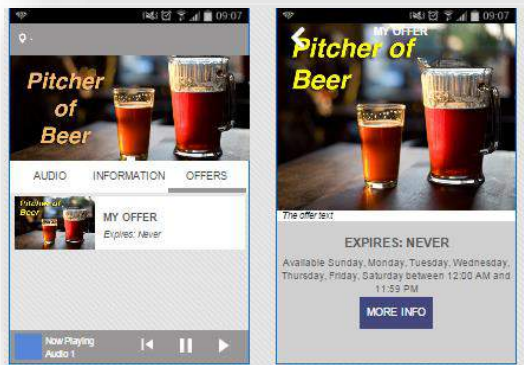 09:07
Pitcher
of
Beer
AUDIO INFORMATION OFFERS
Pitcher of
Beer
MY OFFER
Expires: Never
Now Playing
Audio 1
09:07
MY OFFER
Pitcher of
Beer
The offer text
EXPIRES: NEVER
Available Sunday, Monday, Tuesday, Wednesday,
Thursday, Friday, Saturday between 12:00 AM and
11:59 PM
MORE INFO